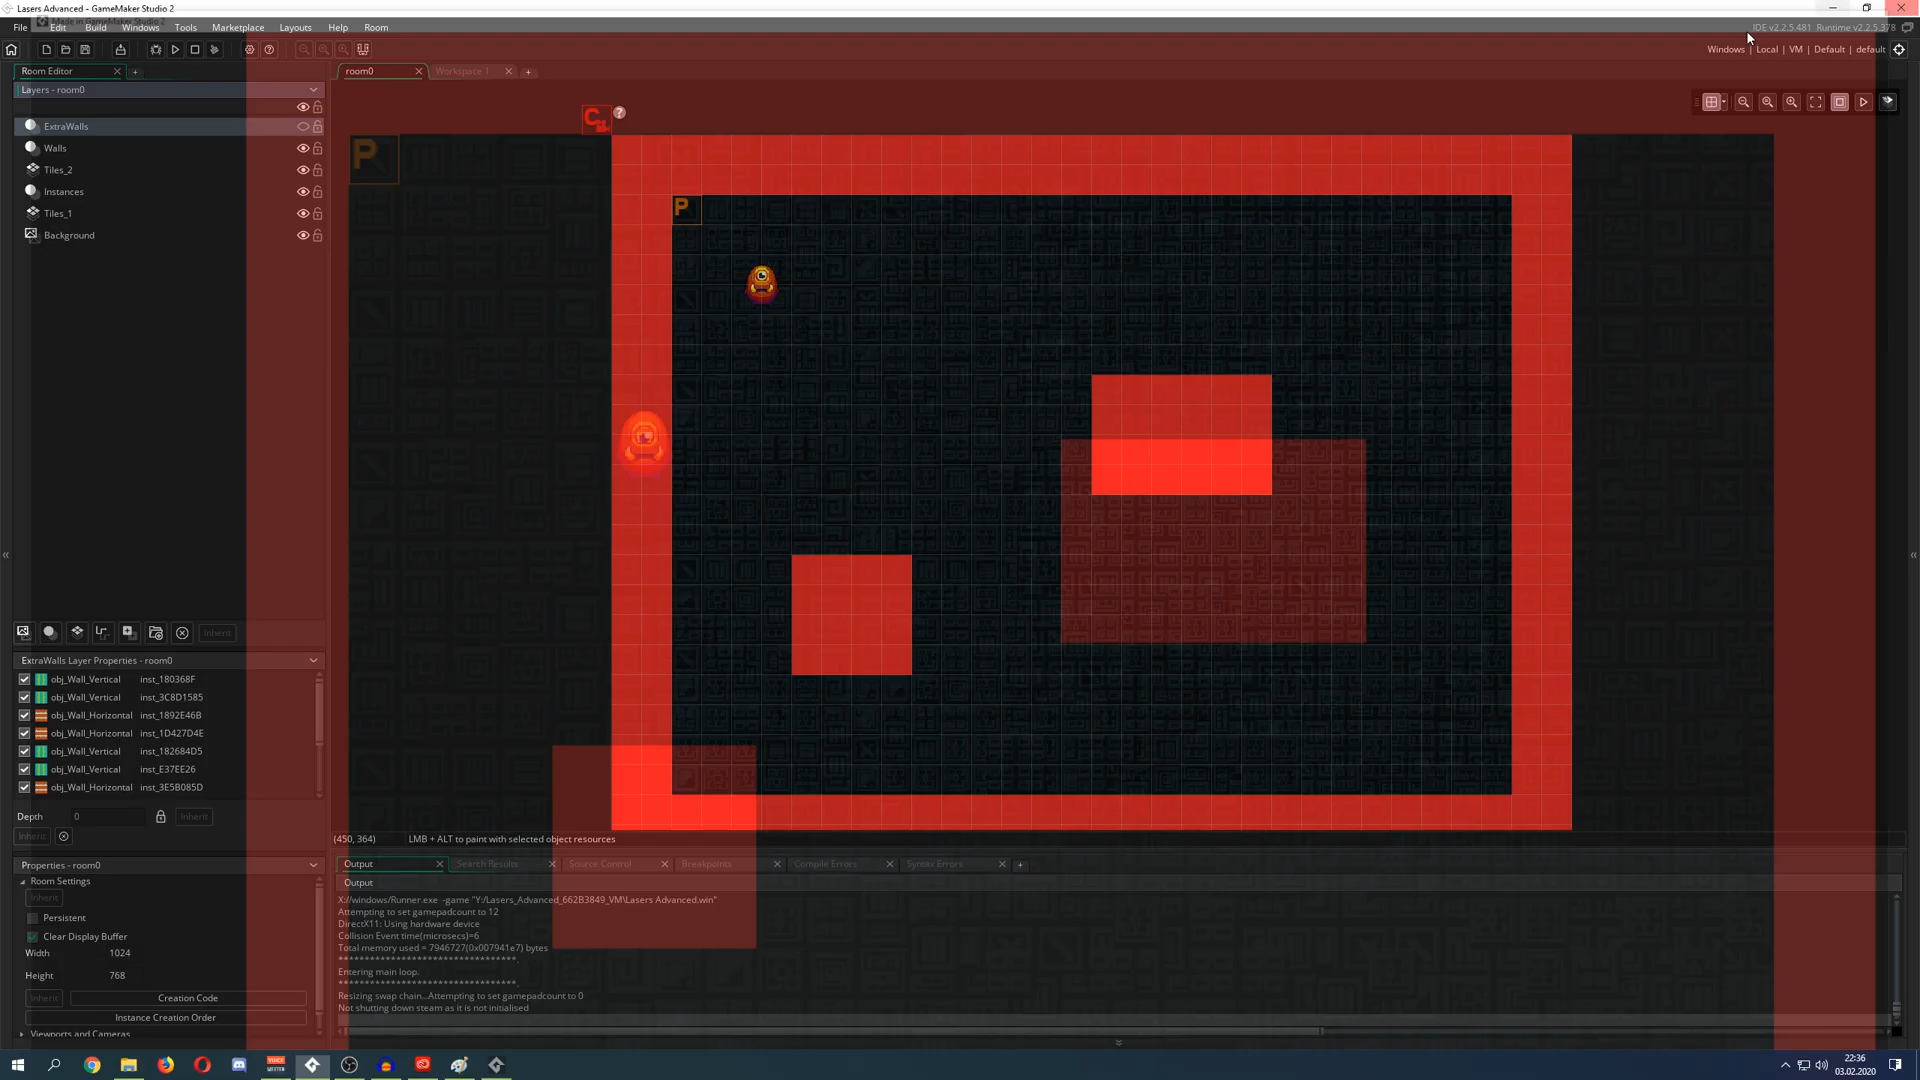 Lasers Advanced - GameMaker Studio 2
Made in GameMaker Studio 2
File Edit Build Windows Tools Marketplace Layouts Help Room
IDE v2.2.5.481 Runtime v2.2.5.378
Windows | Local | VM | Default | default
Room Editor
room0
Workspace 1
Layers - room0
C
?
ExtraWalls
Walls
Tiles_2
Instances
Tiles_1
Background
P
P
Inherit
ExtraWalls Layer Properties - room0
obj_Wall_Vertical inst_180368F
obj_Wall_Vertical inst_3C8D1585
obj_Wall_Horizontal inst_1892E46B
obj_Wall_Horizontal inst_1D427D4E
obj_Wall_Vertical inst_182684D5
obj_Wall_Vertical inst_E37EE26
obj_Wall_Horizontal inst_3E5B085D
Depth 0 Inherit
Inherit
(450, 364) LMB + ALT to paint with selected object resources
Properties - room0
Room Settings
Inherit
Persistent
Clear Display Buffer
Width 1024
Height 768
Inherit Creation Code
Instance Creation Order
Viewports and Cameras
Output Search Results Source Control Breakpoints Compile Errors Syntax Errors
Output
X://windows/Runner.exe -game "Y:/Lasers_Advanced_662B3849_VM\Lasers Advanced.win"
Attempting to set gamepadcount to 12
DirectX11: Using hardware device
Collision Event time(microsecs)=6
Total memory used = 7946727(0x007941e7) bytes
**********************************.
Entering main loop.
**********************************.
Resizing swap chain...Attempting to set gamepadcount to 0
Not shutting down steam as it is not initialised
22:36
03.02.2020